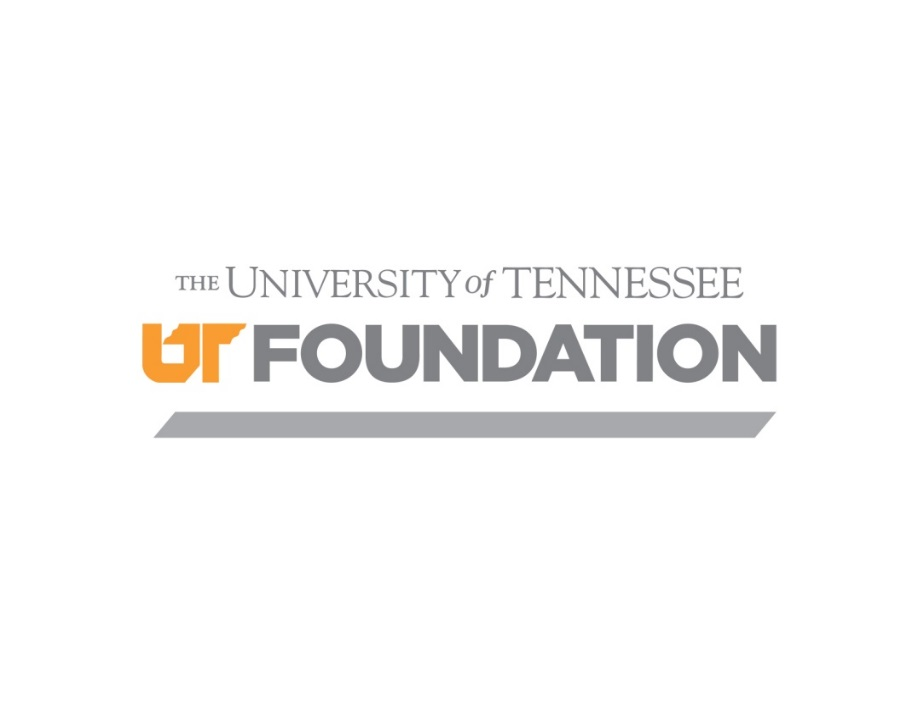 THE UNIVERSITY of TENNESSEE
UT FOUNDATION